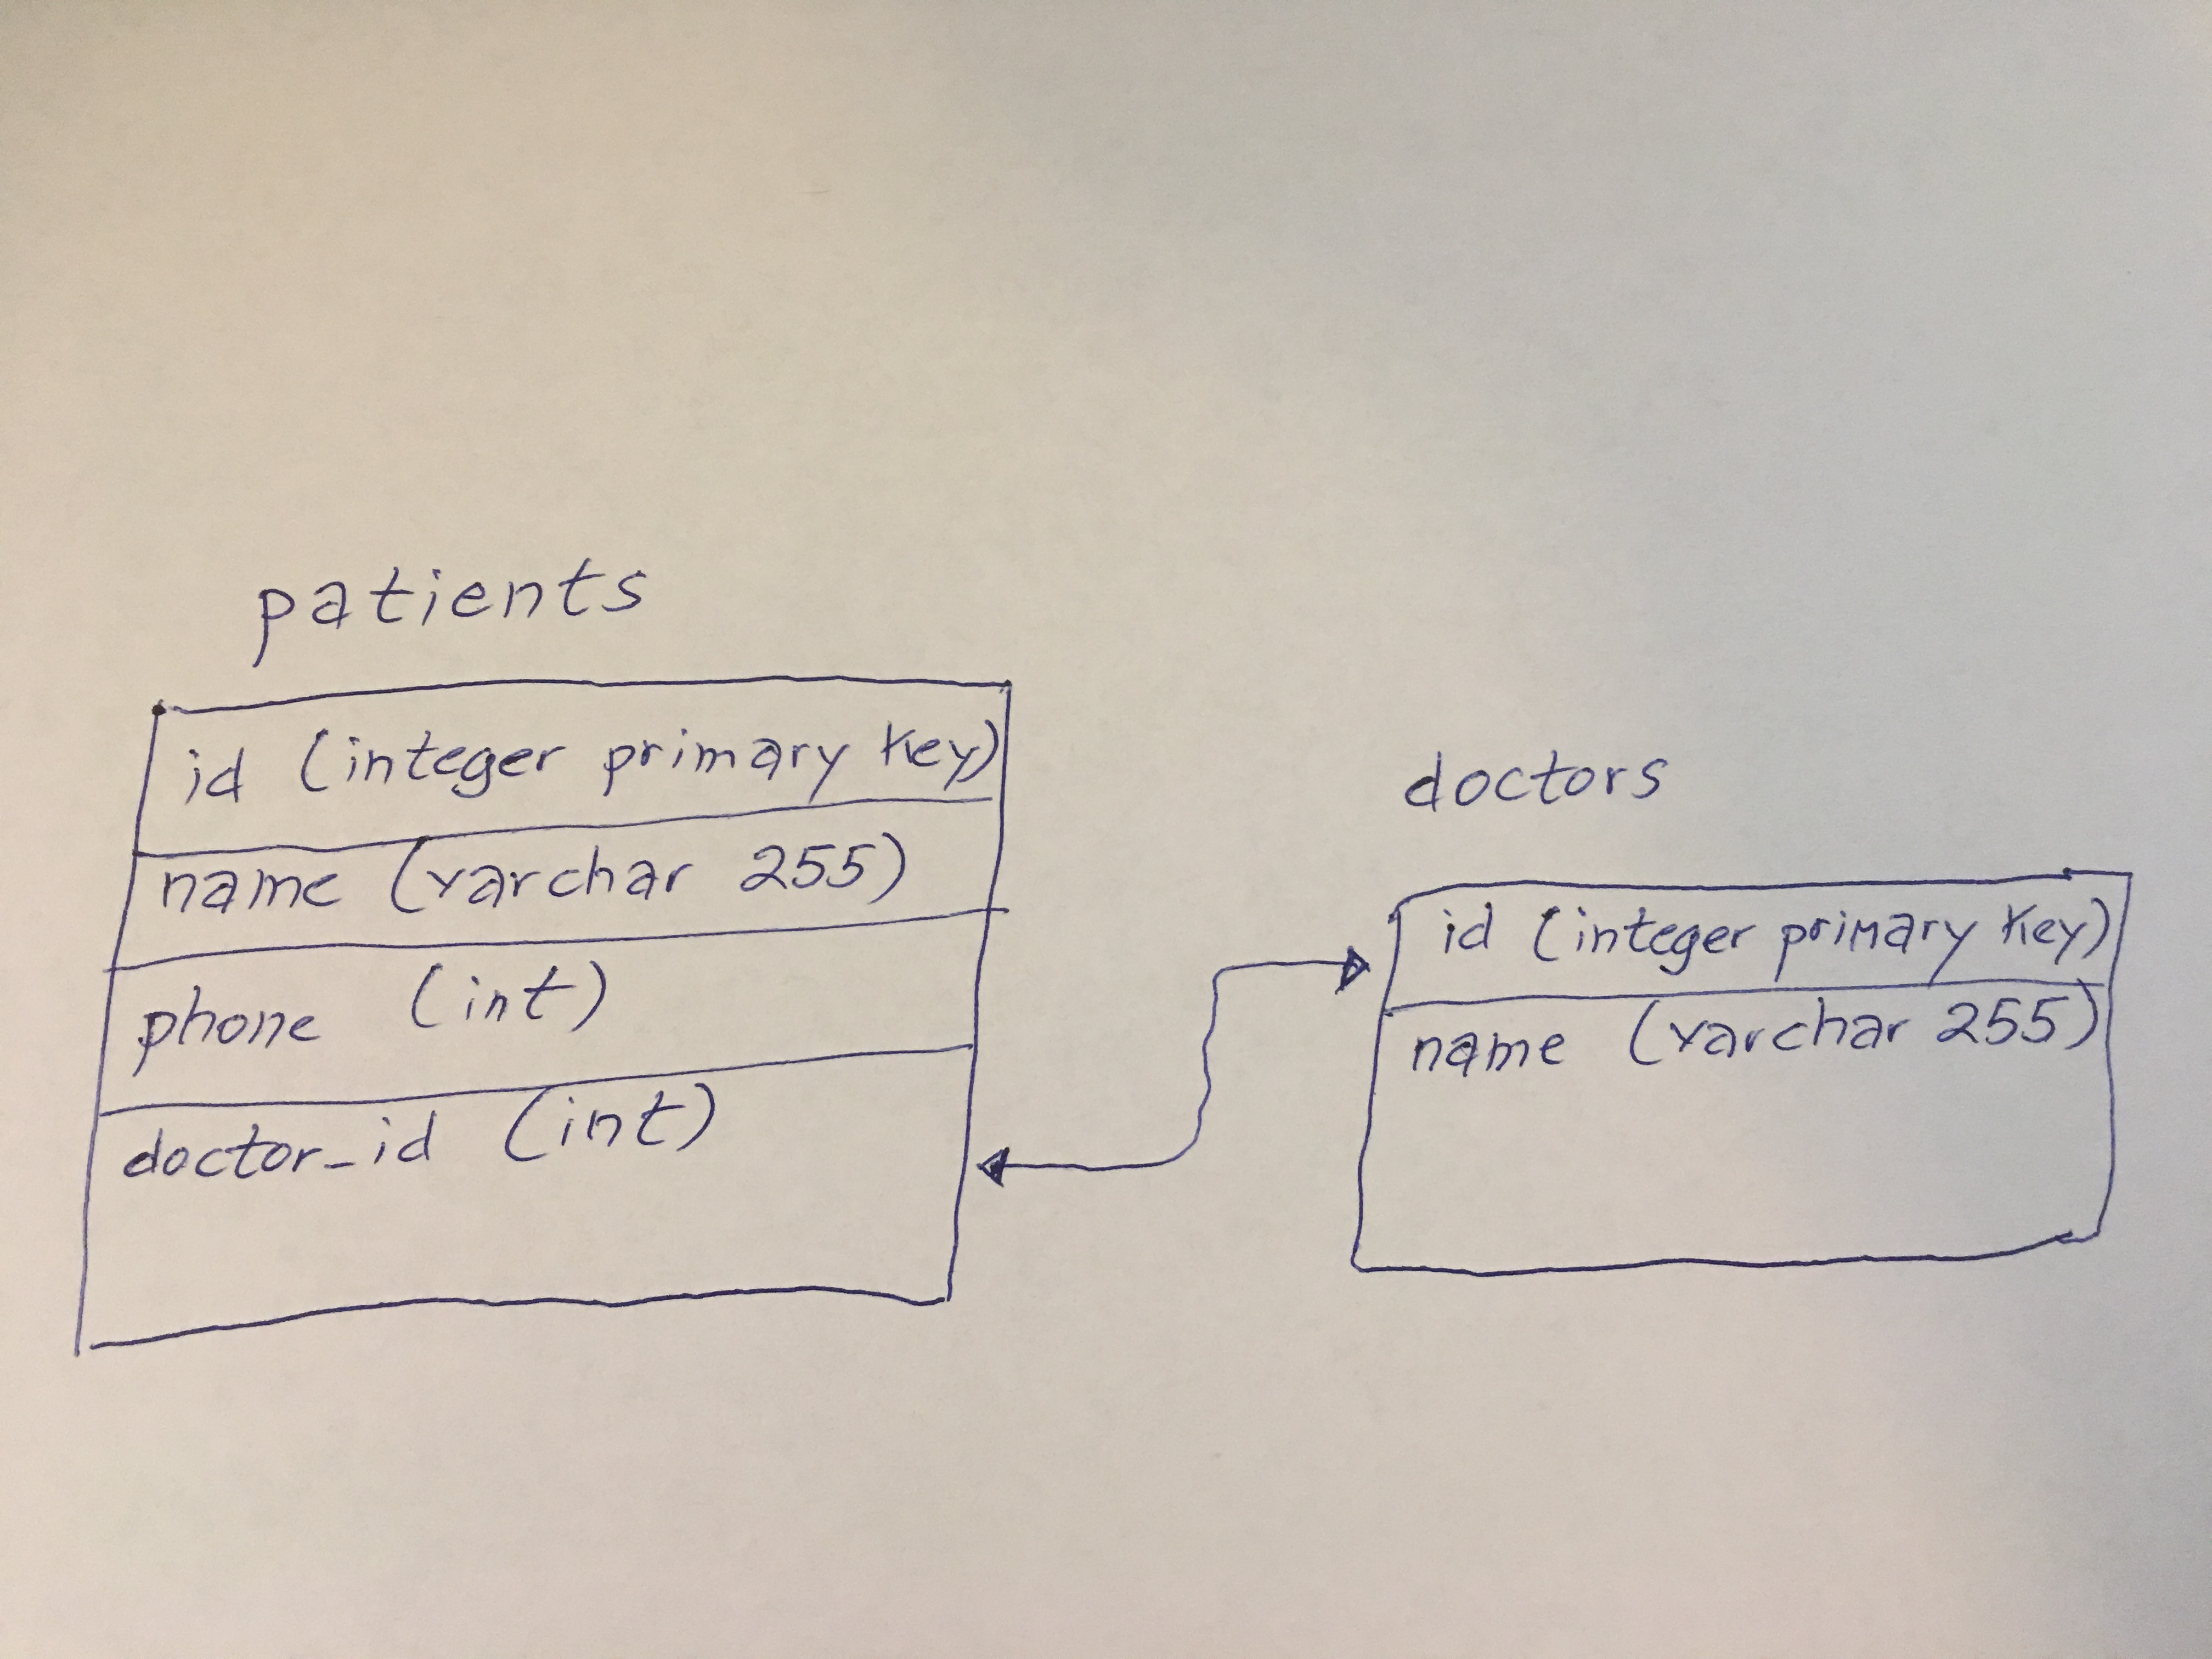 patients
id (integer primary key)
name (varchar 255)
phone (int)
doctor_id (int)
doctors
id (integer primary key)
name (varchar 255)